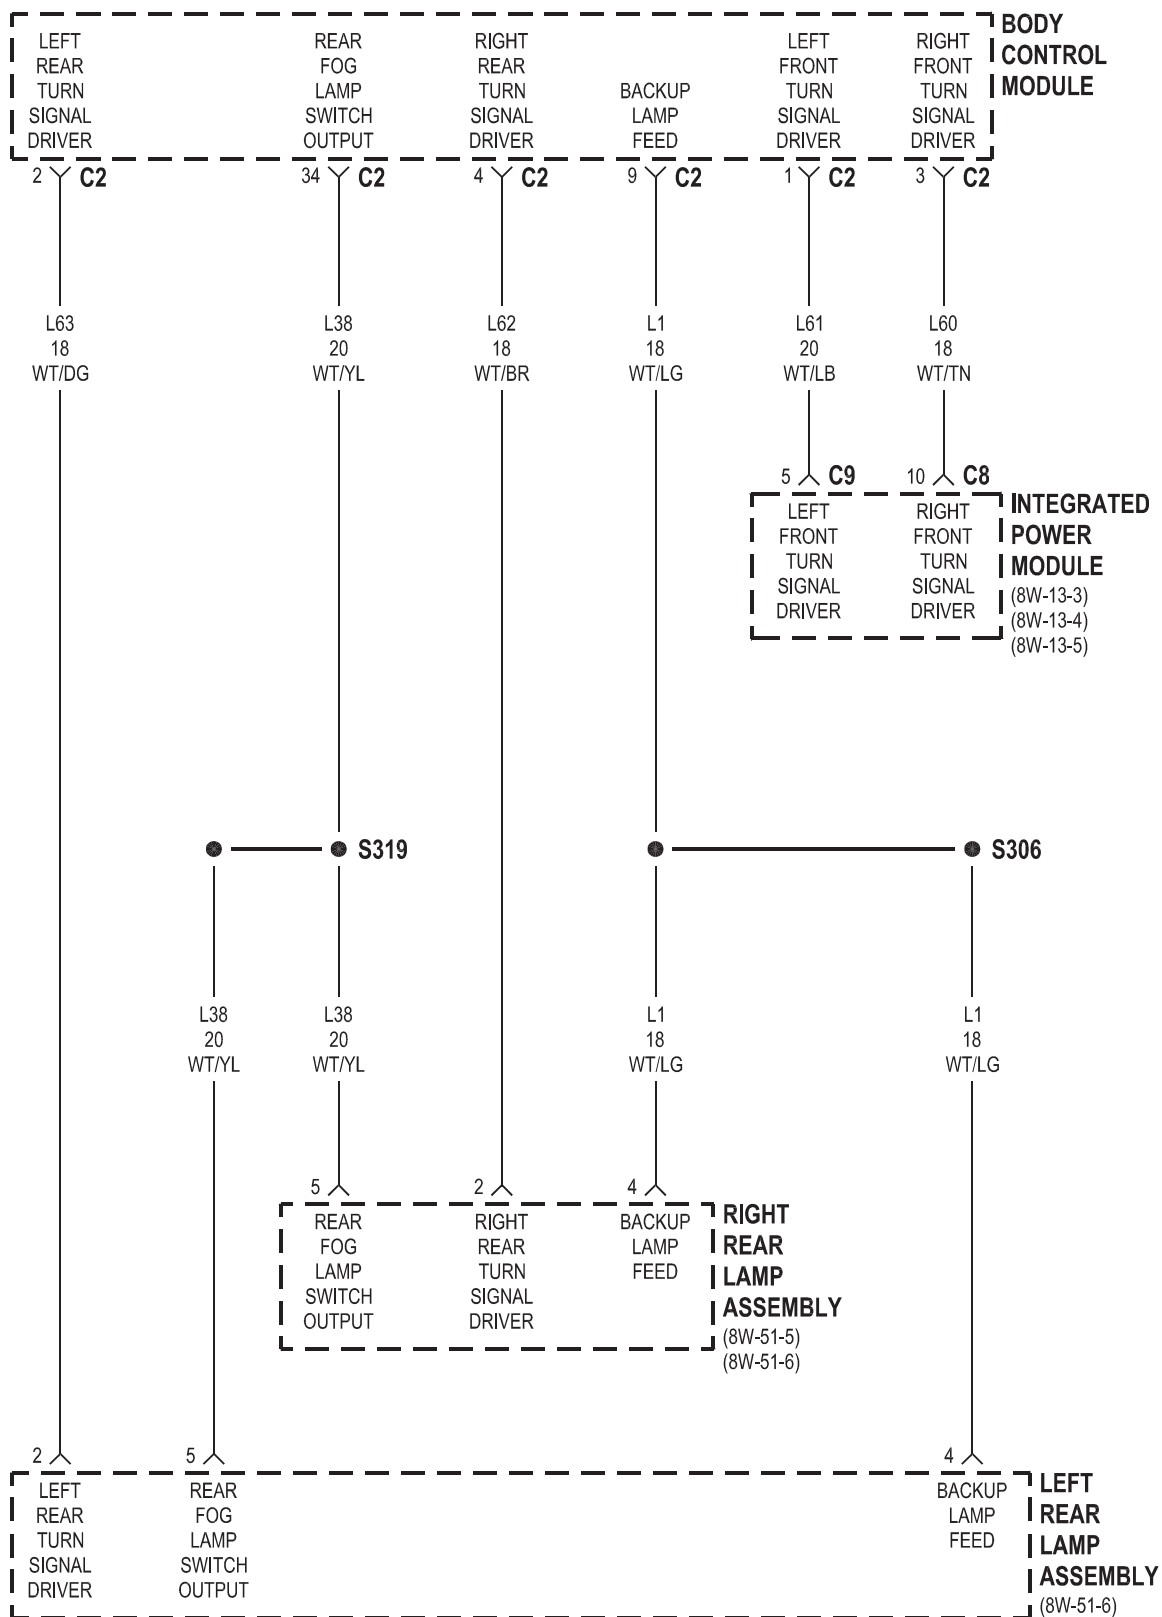 BODY
CONTROL
MODULE
LEFT
REAR
TURN
SIGNAL
DRIVER
REAR
FOG
LAMP
SWITCH
OUTPUT
RIGHT
REAR
TURN
SIGNAL
DRIVER
BACKUP
LAMP
FEED
LEFT
FRONT
TURN
SIGNAL
DRIVER
RIGHT
FRONT
TURN
SIGNAL
DRIVER
2 C2
34 C2
4 C2
9 C2
1 C2
3 C2
L63
18
WT/DG
L38
20
WT/YL
L62
18
WT/BR
L1
18
WT/LG
L61
20
WT/LB
L60
18
WT/TN
5 C9
10 C8
LEFT
FRONT
TURN
SIGNAL
DRIVER
RIGHT
FRONT
TURN
SIGNAL
DRIVER
INTEGRATED
POWER
MODULE
(8W-13-3)
(8W-13-4)
(8W-13-5)
S319
S306
L38
20
WT/YL
L38
20
WT/YL
L1
18
WT/LG
L1
18
WT/LG
5
2
4
REAR
FOG
LAMP
SWITCH
OUTPUT
RIGHT
REAR
TURN
SIGNAL
DRIVER
BACKUP
LAMP
FEED
RIGHT
REAR
LAMP
ASSEMBLY
(8W-51-5)
(8W-51-6)
2
5
4
LEFT
REAR
TURN
SIGNAL
DRIVER
REAR
FOG
LAMP
SWITCH
OUTPUT
BACKUP
LAMP
FEED
LEFT
REAR
LAMP
ASSEMBLY
(8W-51-6)